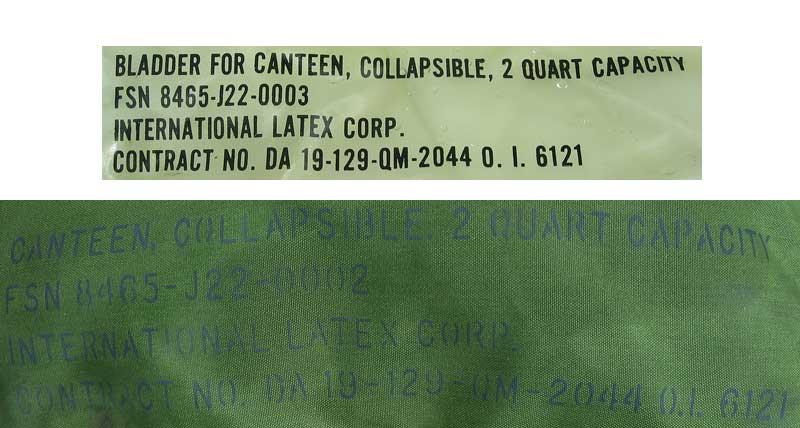 BLADDER FOR CANTEEN, COLLAPSIBLE, 2 QUART CAPACITY
FSN 8465-J22-0003
INTERNATIONAL LATEX CORP.
CONTRACT NO. DA 19-129-QM-2044 O. I. 6121
CANTEEN, COLLAPSIBLE. 2 QUART CAPACITY
FSN 8465-J22-0002
INTERNATIONAL LATEX CORP.
CONTRACT NO. DA 19-129-QM-2044 O.I. 6121